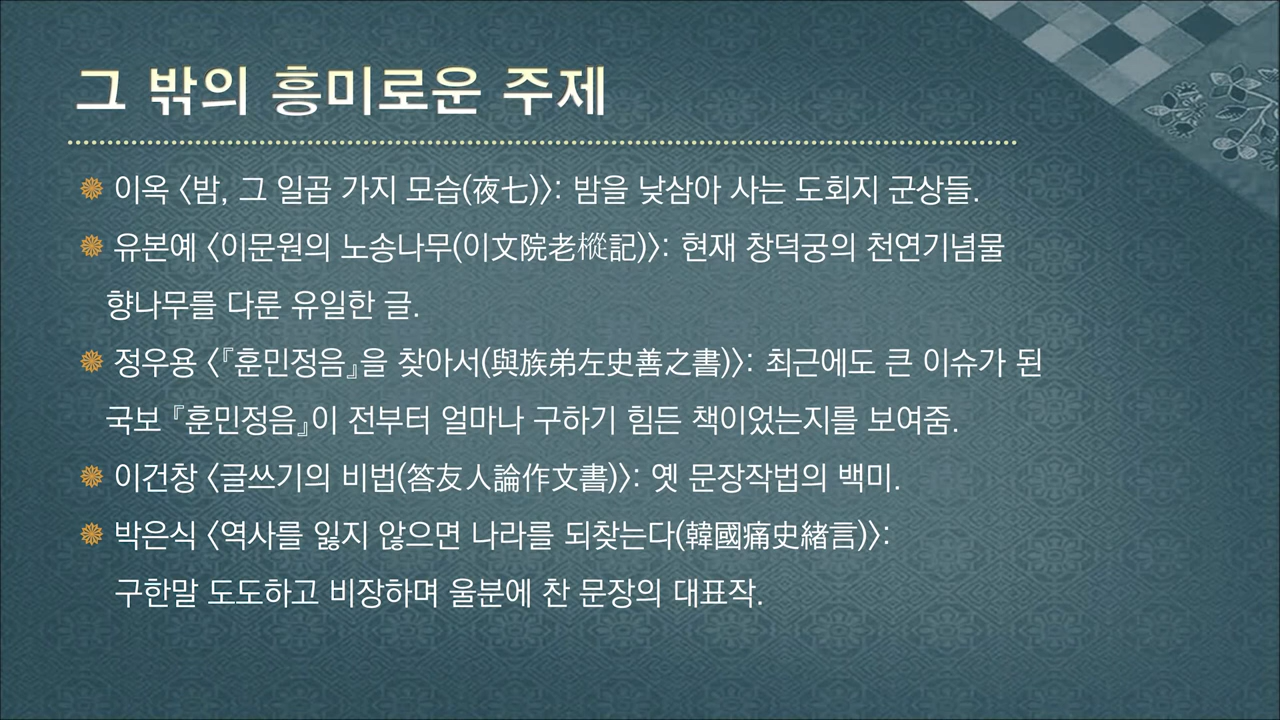 그 밖의 흥미로운 주제
이옥 〈밤, 그 일곱 가지 모습(夜七)〉: 밤을 낮삼아 사는 도회지 군상들.
유본예 〈이문원의 노송나무(이文院老樅記)〉: 현재 창덕궁의 천연기념물
향나무를 다룬 유일한 글.
정우용 〈『훈민정음』을 찾아서(與族弟左史善之書)〉: 최근에도 큰 이슈가 된
국보 『훈민정음』이 전부터 얼마나 구하기 힘든 책이었는지를 보여줌.
이건창 〈글쓰기의 비법(答友人論作文書)〉: 옛 문장작법의 백미.
박은식 〈역사를 잃지 않으면 나라를 되찾는다(韓國痛史緖言)〉:
구한말 도도하고 비장하며 울분에 찬 문장의 대표작.